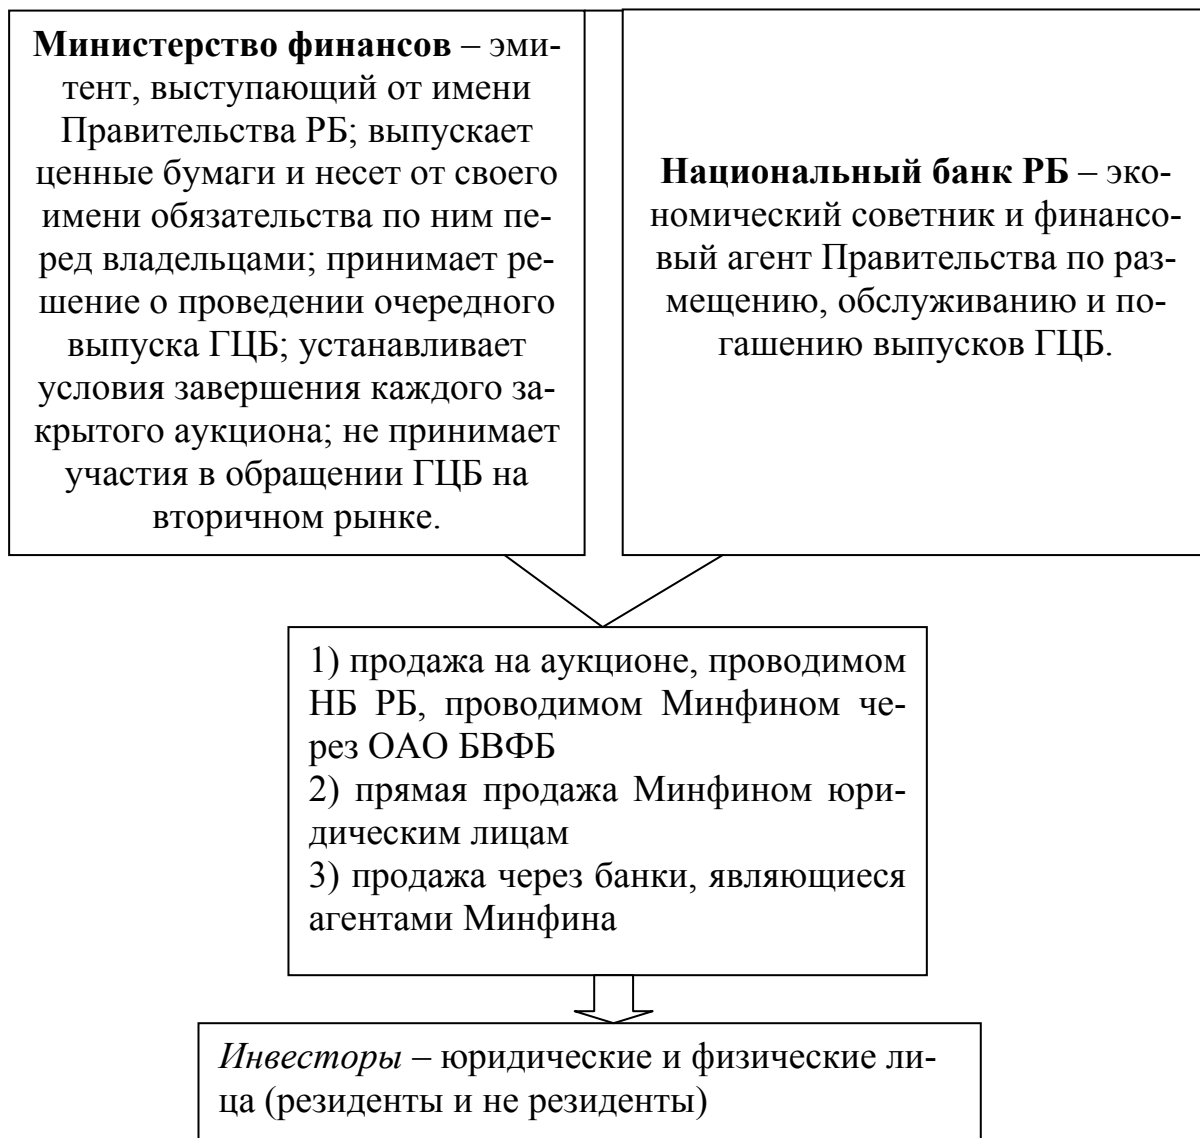 Министерство финансов – эми-
тент, выступающий от имени
Правительства РБ; выпускает
ценные бумаги и несет от своего
имени обязательства по ним пе-
ред владельцами; принимает ре-
шение о проведении очередного
выпуска ГЦБ; устанавливает
условия завершения каждого за-
крытого аукциона; не принимает
участия в обращении ГЦБ на
вторичном рынке.
Национальный банк РБ – эко-
номический советник и финансо-
вый агент Правительства по раз-
мещению, обслуживанию и по-
гашению выпусков ГЦБ.
1) продажа на аукционе, проводимом
НБ РБ, проводимом Минфином че-
рез ОАО БВФБ
2) прямая продажа Минфином юри-
дическим лицам
3) продажа через банки, являющиеся
агентами Минфина
Инвесторы – юридические и физические ли-
ца (резиденты и не резиденты)